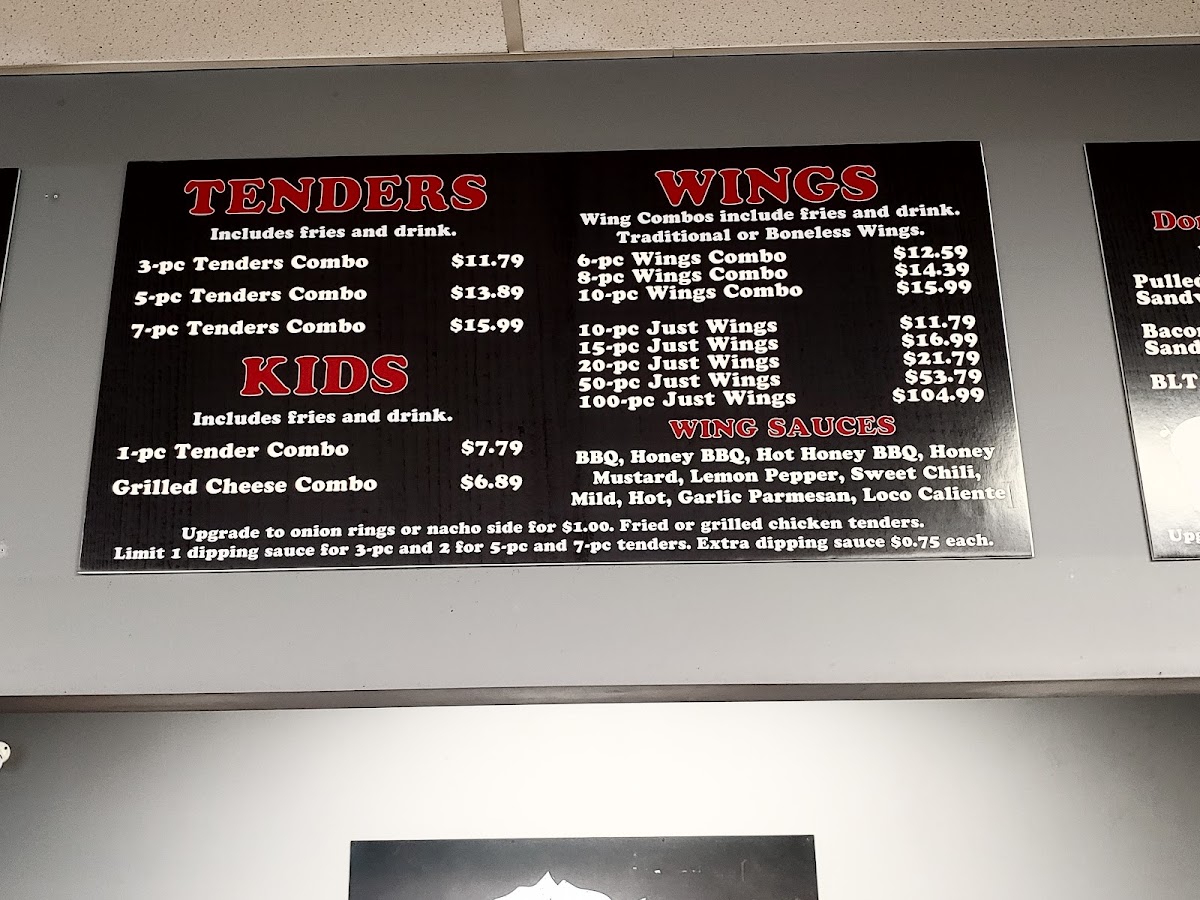 TENDERS
Includes fries and drink.
3-pc Tenders Combo $11.79
5-pc Tenders Combo $13.89
7-pc Tenders Combo $15.99
KIDS
Includes fries and drink.
1-pc Tender Combo $7.79
Grilled Cheese Combo $6.89
WINGS
Wing Combos include fries and drink.
Traditional or Boneless Wings.
6-pc Wings Combo $12.59
8-pc Wings Combo $14.39
10-pc Wings Combo $15.99
10-pc Just Wings $11.79
15-pc Just Wings $16.99
20-pc Just Wings $21.79
50-pc Just Wings $53.79
100-pc Just Wings $104.99
WING SAUCES
BBQ, Honey BBQ, Hot Honey BBQ, Honey
Mustard, Lemon Pepper, Sweet Chili,
Mild, Hot, Garlic Parmesan, Loco Caliente
Upgrade to onion rings or nacho side for $1.00. Fried or grilled chicken tenders.
Limit 1 dipping sauce for 3-pc and 2 for 5-pc and 7-pc tenders. Extra dipping sauce $0.75 each.
BLT